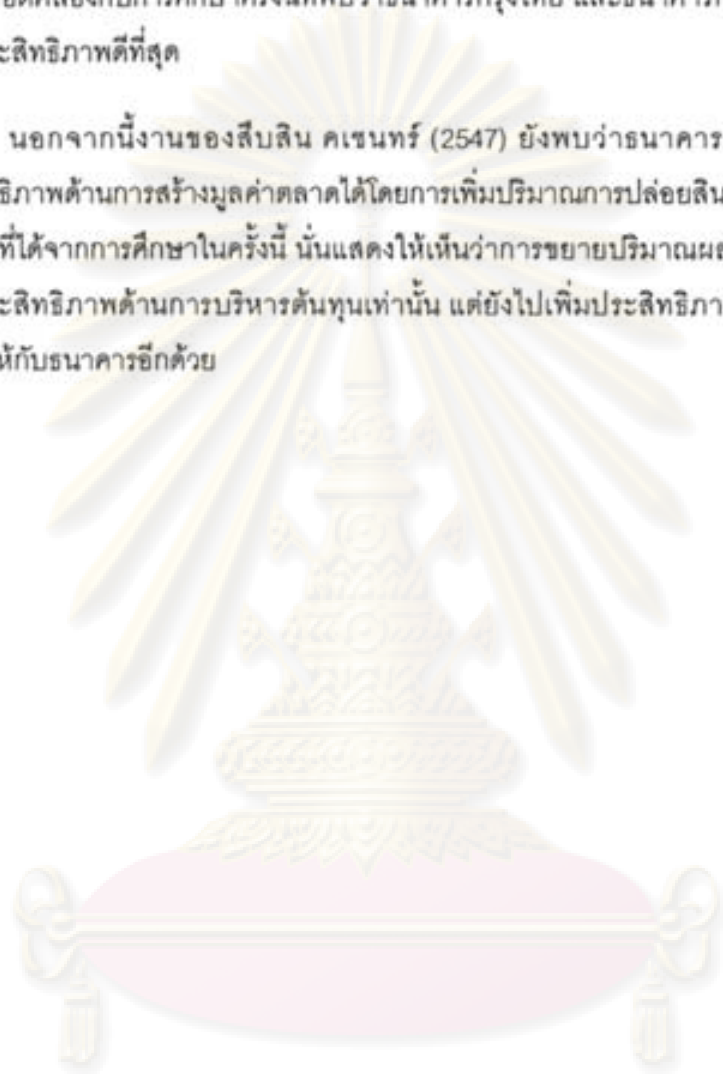 ระสิทธิภาพดีที่สุด
นอกจากนี้งานของสืบสิน คเชนทร์ (2547) ยังพบว่าธนาคาร
ธิภาพด้านการสร้างมูลค่าตลาดได้โดยการเพิ่มปริมาณการปล่อยสิน
ที่ได้จากการศึกษาในครั้งนี้ นั่นแสดงให้เห็นว่าการขยายปริมาณผล
ระสิทธิภาพด้านการบริหารต้นทุนเท่านั้น แต่ยังไปเพิ่มประสิทธิภา
ห้กับธนาคารอีกด้วย